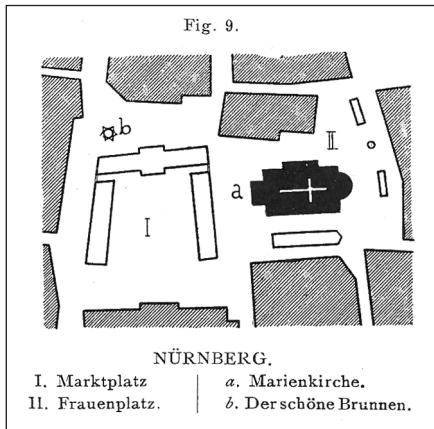 Fig. 9.
b
II
a
I
NÜRNBERG.
I. Marktplatz
II. Frauenplatz.
a. Marienkirche.
b. Der schöne Brunnen.